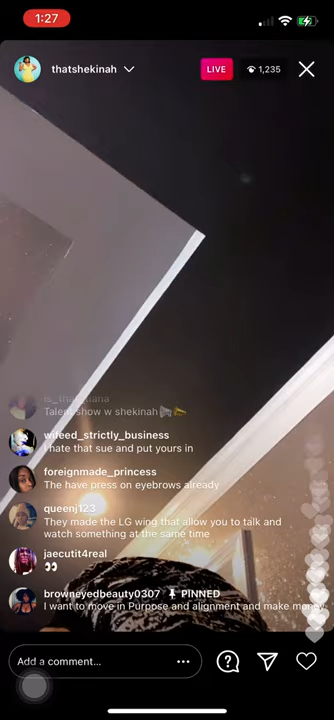 1:27
thatshekinah
LIVE
1,235
is_thatdiana
Talent show w shekinah
wifeed_strictly_business
I hate that sue and put yours in
foreignmade_princess
The have press on eyebrows already
queenj123
They made the LG wing that allow you to talk and
watch something at the same time
jaecutit4real
browneyedbeauty0307 PINNED
I want to move in Purpose and alignment and make money
Add a comment...